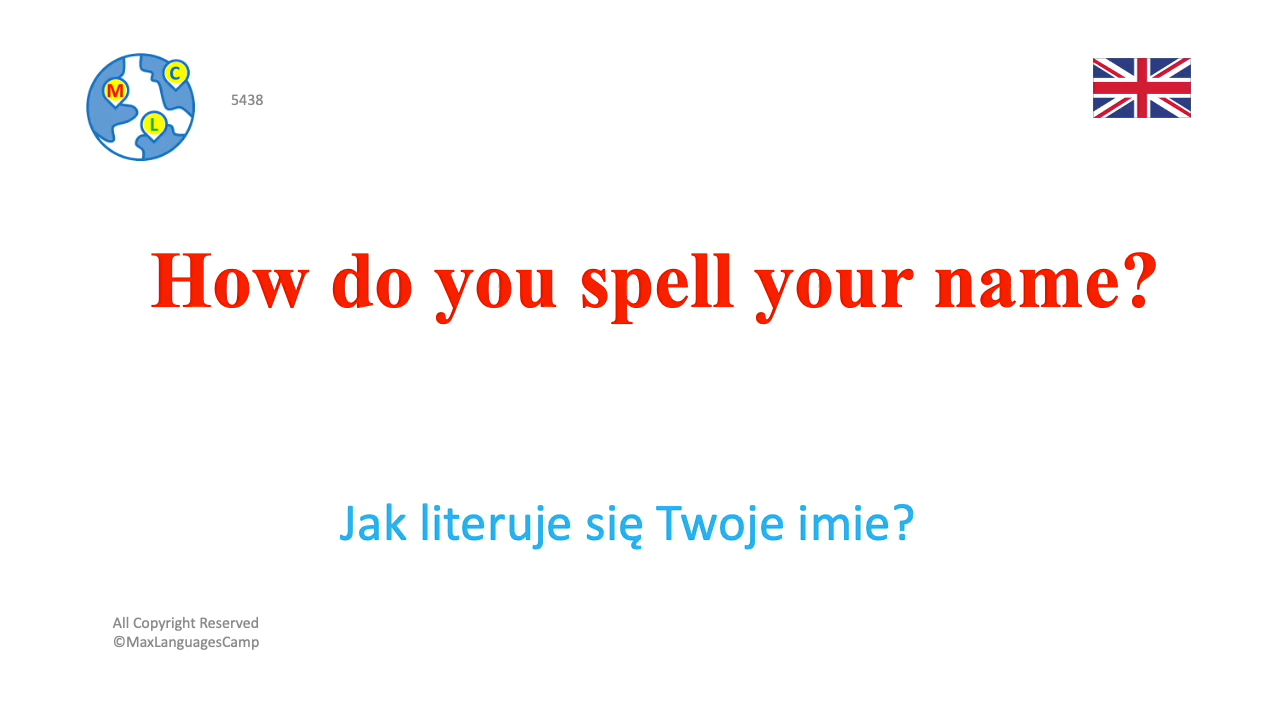 C
M
L
5438
How do you spell your name?
Jak literuje się Twoje imie?
All Copyright Reserved
©MaxLanguagesCamp